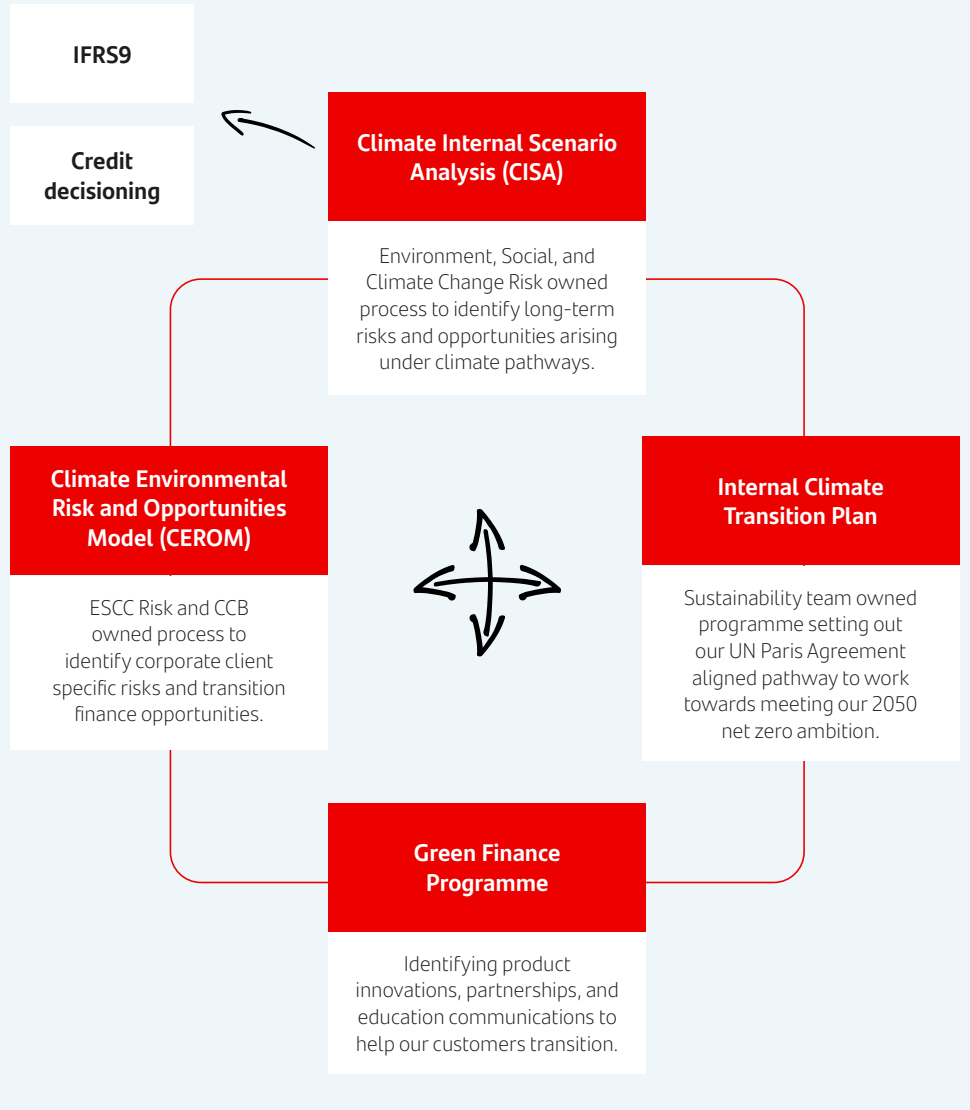 IFRS9
Credit
decisioning
Climate Internal Scenario
Analysis (CISA)
Environment, Social, and
Climate Change Risk owned
process to identify long-term
risks and opportunities arising
under climate pathways.
Climate Environmental
Risk and Opportunities
Model (CEROM)
ESCC Risk and CCB
owned process to
identify corporate client
specific risks and transition
finance opportunities.
Internal Climate
Transition Plan
Sustainability team owned
programme setting out
our UN Paris Agreement
aligned pathway to work
towards meeting our 2050
net zero ambition.
Green Finance
Programme
Identifying product
innovations, partnerships, and
education communications to
help our customers transition.